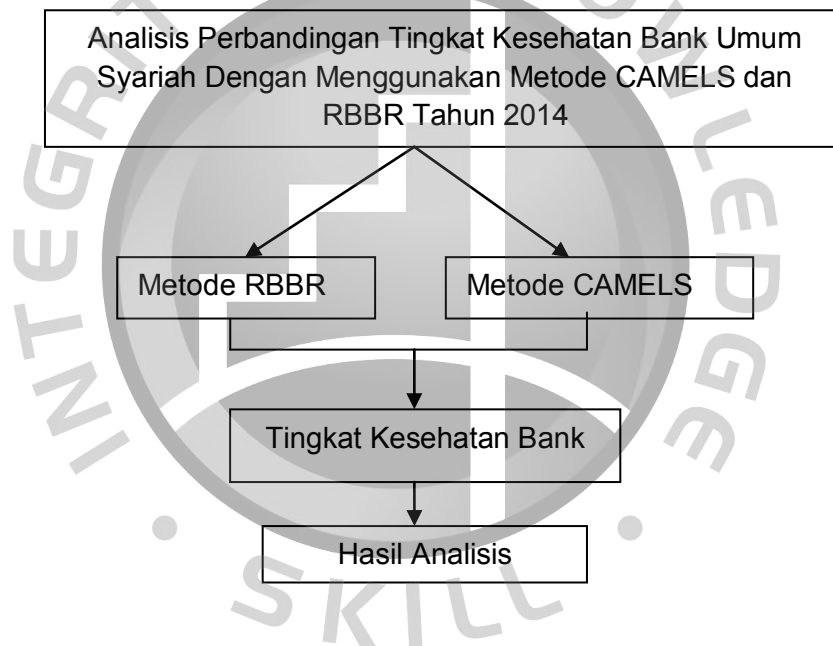 Analisis Perbandingan Tingkat Kesehatan Bank Umum
Syariah Dengan Menggunakan Metode CAMELS dan
RBBR Tahun 2014
Metode RBBR
Metode CAMELS
Tingkat Kesehatan Bank
Hasil Analisis
SKILL